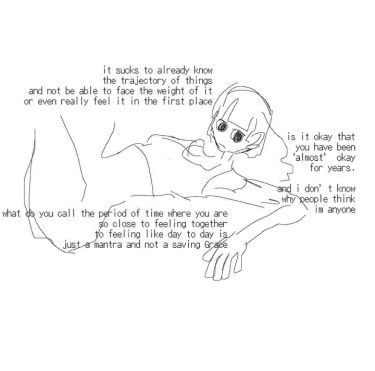 it sucks to already know
the trajectory of things
and not be able to face the weight of it
or even really feel it in the first place
is it okay that
you have been
'almost' okay
for years.
and i don't know
why people think
im anyone
what do you call the period of time where you are
so close to feeling together
to feeling like day to day is
just a mantra and not a saving Grace